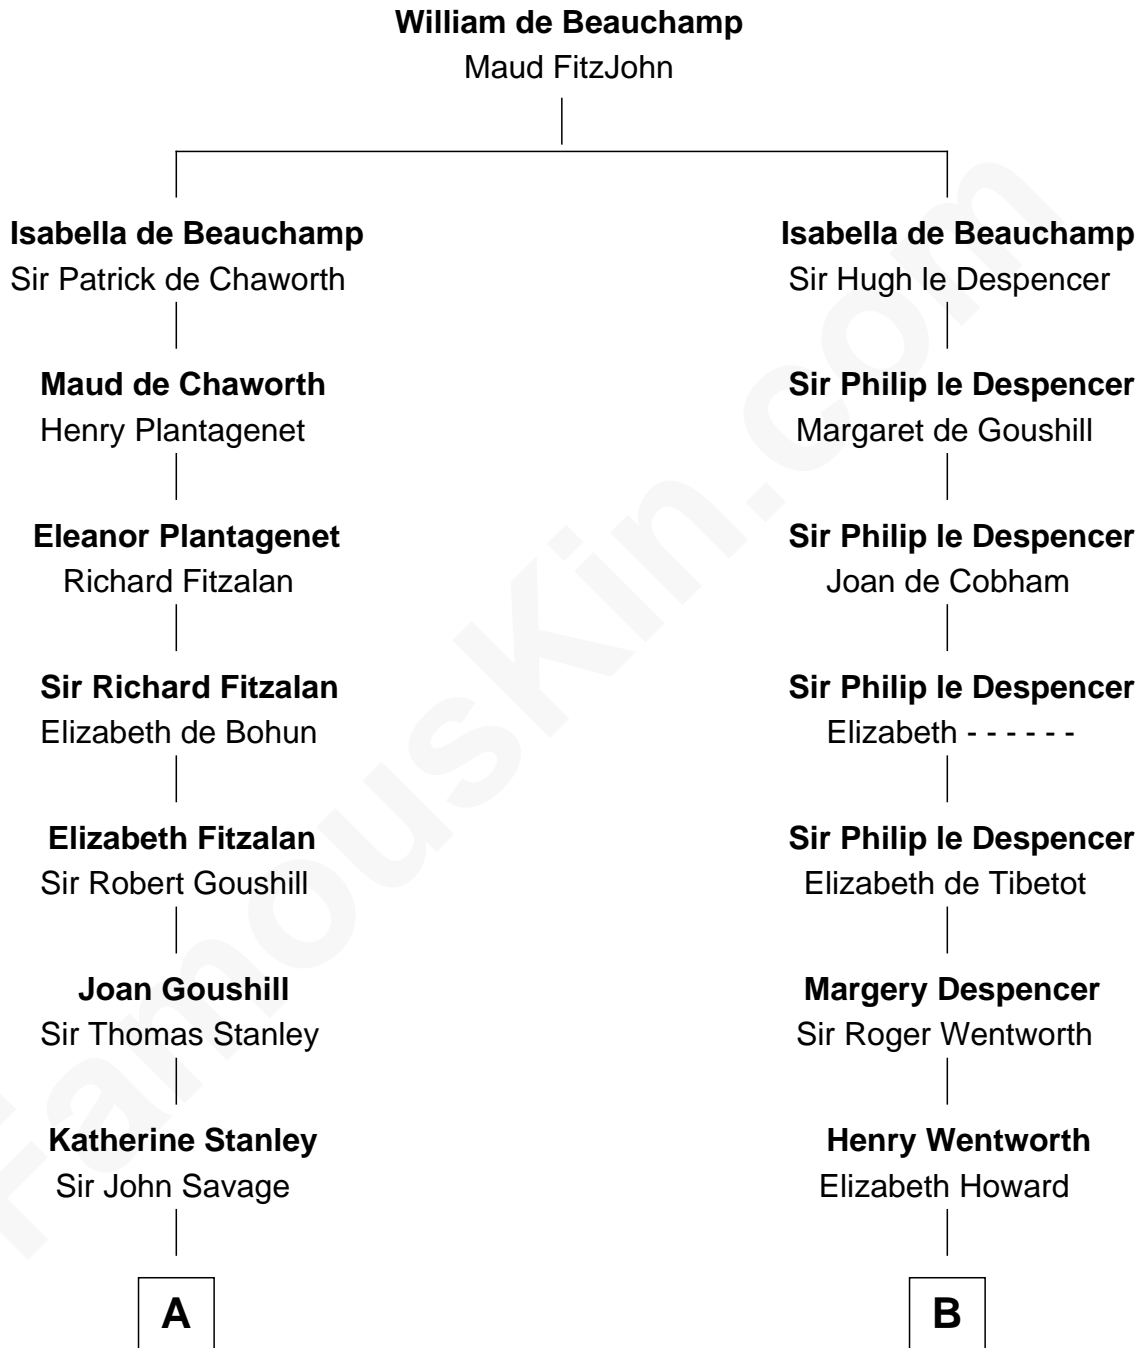 William de Beauchamp
Maud FitzJohn
Isabella de Beauchamp
Sir Patrick de Chaworth
Maud de Chaworth
Henry Plantagenet
Eleanor Plantagenet
Richard Fitzalan
Sir Richard Fitzalan
Elizabeth de Bohun
Elizabeth Fitzalan
Sir Robert Goushill
Joan Goushill
Sir Thomas Stanley
Katherine Stanley
Sir John Savage
A
Isabella de Beauchamp
Sir Hugh le Despencer
Sir Philip le Despencer
Margaret de Goushill
Sir Philip le Despencer
Joan de Cobham
Sir Philip le Despencer
Elizabeth - - - - - -
Sir Philip le Despencer
Elizabeth de Tibetot
Margery Despencer
Sir Roger Wentworth
Henry Wentworth
Elizabeth Howard
B
FamousKin.com